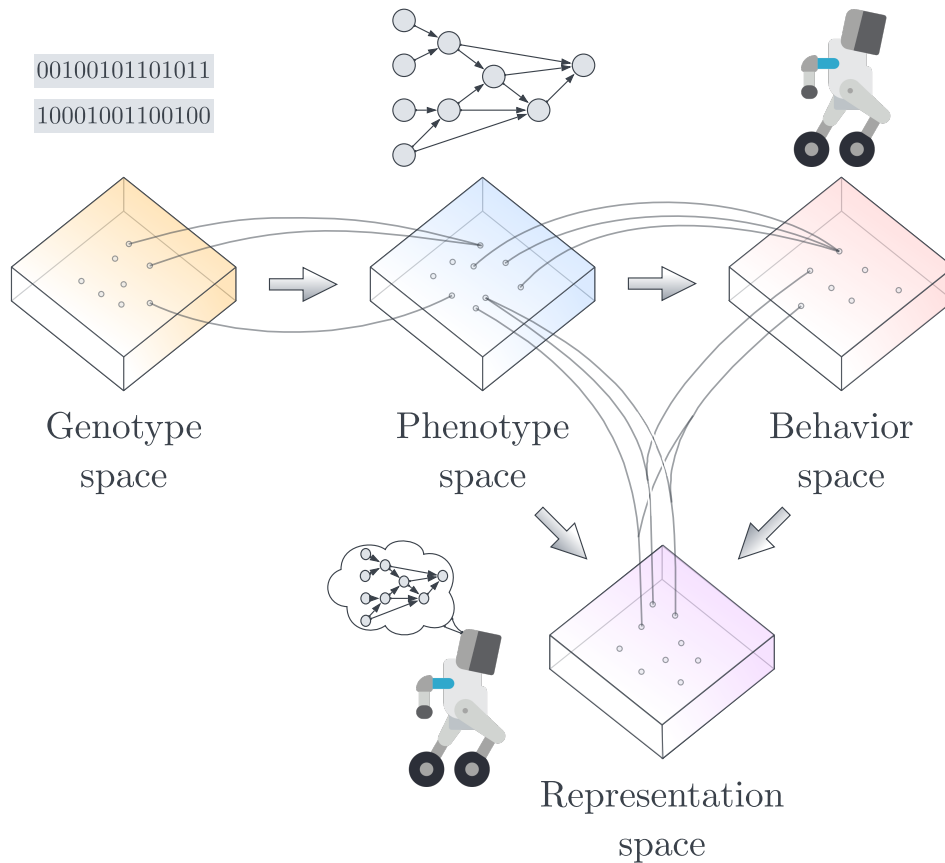 00100101101011
10001001100100
Genotype
space
Phenotype
space
Behavior
space
Representation
space